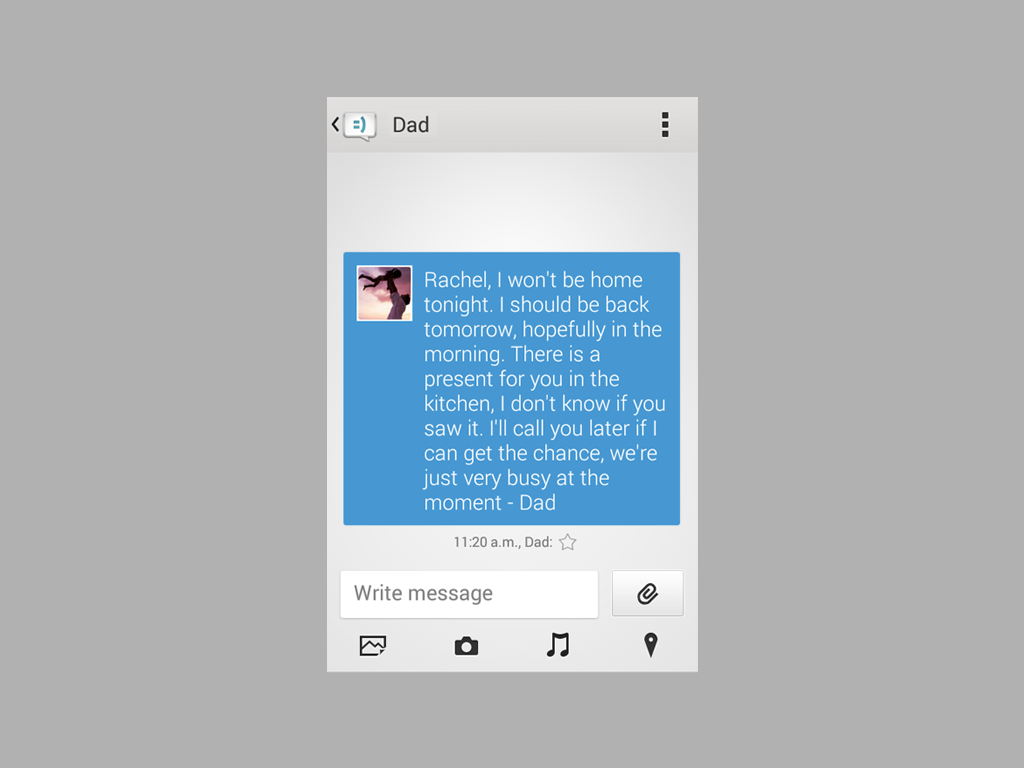 =)
Dad
Rachel, I won't be home
tonight. I should be back
tomorrow, hopefully in the
morning. There is a
present for you in the
kitchen, I don't know if you
saw it. I'll call you later if I
can get the chance, we're
just very busy at the
moment - Dad
11:20 a.m., Dad:
Write message